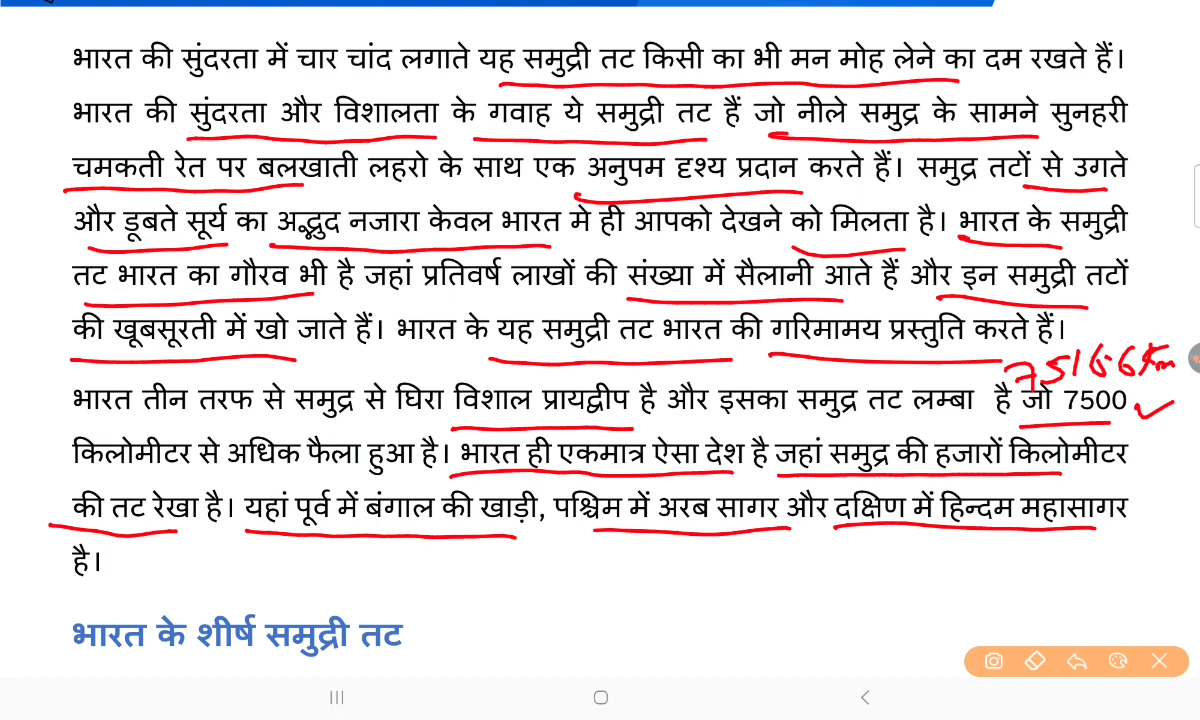 भारत की सुंदरता में चार चांद लगाते यह समुद्री तट किसी का भी मन मोह लेने का दम रखते हैं।
भारत की सुंदरता और विशालता के गवाह ये समुद्री तट हैं जो नीले समुद्र के सामने सुनहरी
चमकती रेत पर बलखाती लहरो के साथ एक अनुपम दृश्य प्रदान करते हैं। समुद्र तटों से उगते
और डूबते सूर्य का अद्भुद नजारा केवल भारत मे ही आपको देखने को मिलता है। भारत के समुद्री
तट भारत का गौरव भी है जहां प्रतिवर्ष लाखों की संख्या में सैलानी आते हैं और इन समुद्री तटों
की खूबसूरती में खो जाते हैं। भारत के यह समुद्री तट भारत की गरिमामय प्रस्तुति करते हैं।
7516.6 Km
भारत तीन तरफ से समुद्र से घिरा विशाल प्रायद्वीप है और इसका समुद्र तट लम्बा है जो 7500
किलोमीटर से अधिक फैला हुआ है। भारत ही एकमात्र ऐसा देश है जहां समुद्र की हजारों किलोमीटर
की तट रेखा है। यहां पूर्व में बंगाल की खाड़ी, पश्चिम में अरब सागर और दक्षिण में हिन्दम महासागर
है।
भारत के शीर्ष समुद्री तट